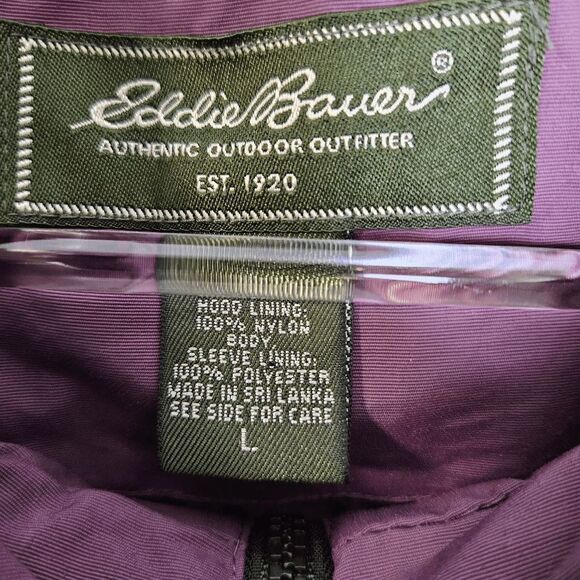 Eddie Bauer®
AUTHENTIC OUTDOOR OUTFITTER
EST. 1920
HOOD LINING:
100% NYLON
BODY,
SLEEVE LINING:
100% POLYESTER
MADE IN SRI LANKA
SEE SIDE FOR CARE
L